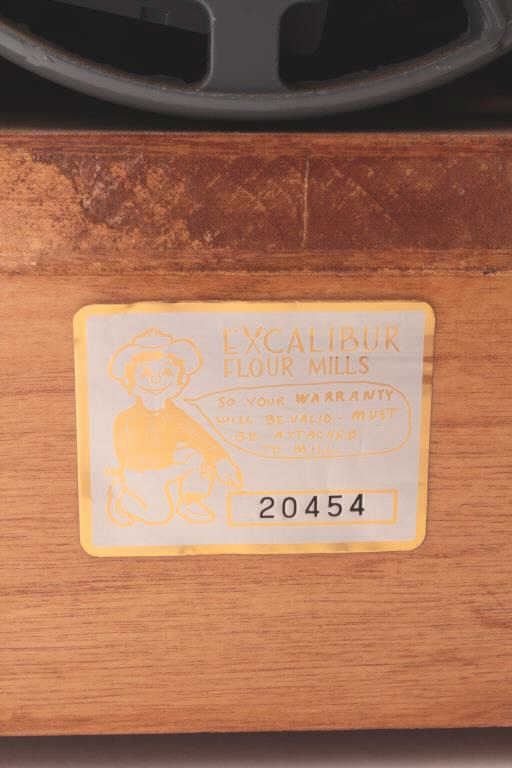 EXCALIBUR
FLOUR MILLS
SO YOUR WARRANTY
WILL BE VALID - MUST
BE ATTACHED
TO MILL.
20454